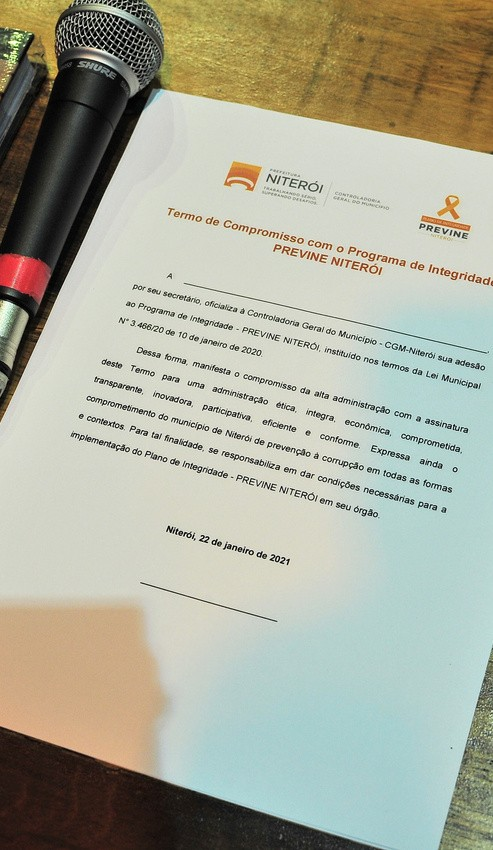 SHURE
PREFEITURA
NITERÓI
TRABALHANDO SÉRIO.
SUPERANDO DESAFIOS.
CONTROLADORIA
GERAL DO MUNICÍPIO
PREVINE
NITERÓI
Termo de Compromisso com o Programa de Integridade
PREVINE NITERÓI
A
por seu secretário, oficializa à Controladoria Geral do Município - CGM-Niterói sua adesão
ao Programa de Integridade - PREVINE NITERÓI, instituído nos termos da Lei Municipal
N° 3.466/20 de 10 de janeiro de 2020.
Dessa forma, manifesta o compromisso da alta administração com a assinatura
deste Termo para uma administração ética, íntegra, econômica, comprometida,
transparente, inovadora, participativa, eficiente e conforme. Expressa ainda o
comprometimento do município de Niterói de prevenção à corrupção em todas as formas
e contextos. Para tal finalidade, se responsabiliza em dar condições necessárias para a
implementação do Plano de Integridade - PREVINE NITERÓI em seu órgão.
Niterói, 22 de janeiro de 2021